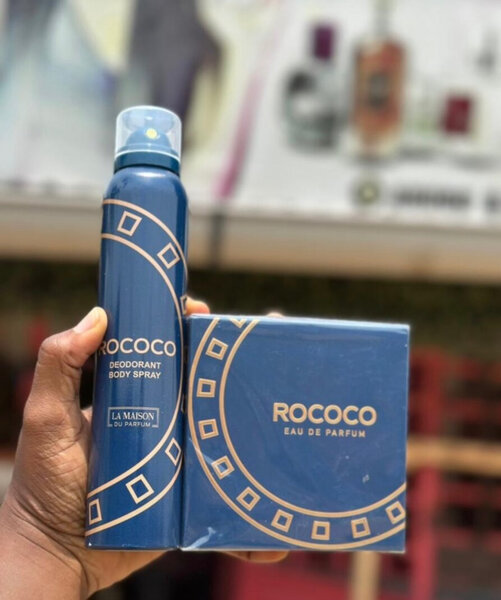 ROCOCO
DEODORANT
BODY SPRAY
LA MAISON
DU PARFUM
ROCOCO
EAU DE PARFUM